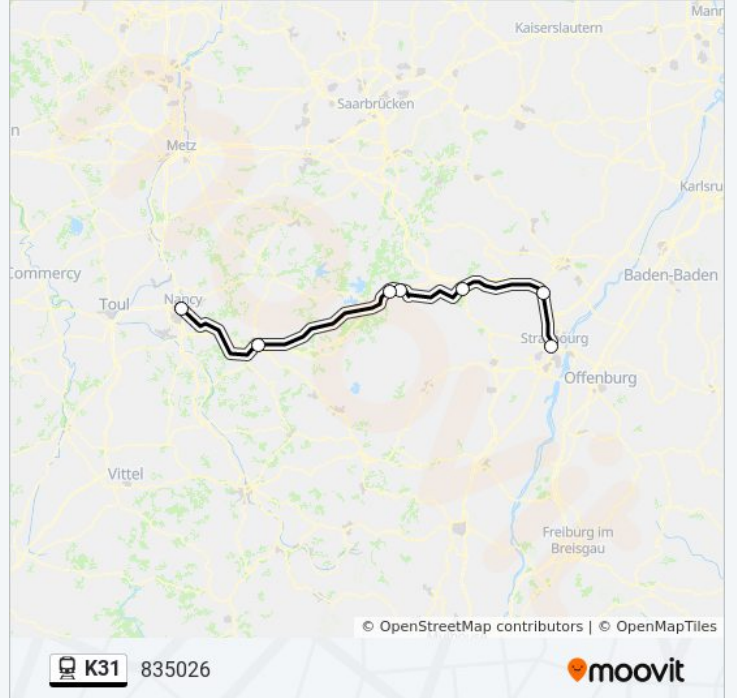 Mann
Kaiserslautern
Saarbrücken
n
Metz
Karlsru
Commercy
Baden-Baden
Toul
Nancy
Offenburg
Vittel
Freiburg im
Breisgau
© OpenStreetMap contributors | © OpenMapTiles
K31 835026
moovit